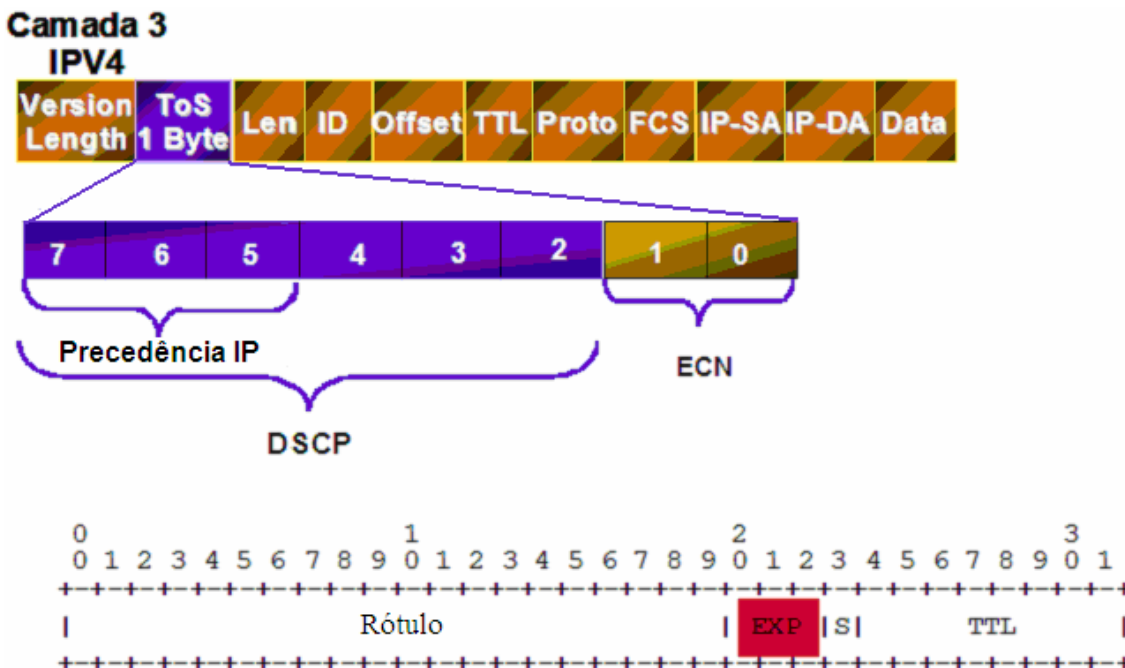 Camada 3
IPV4
Version Length ToS 1 Byte Len ID Offset TTL Proto FCS IP-SA IP-DA Data
7 6 5 4 3 2 1 0
Precedência IP
ECN
DSCP
0 1 2 3
0 1 2 3 4 5 6 7 8 9 0 1 2 3 4 5 6 7 8 9 0 1 2 3 4 5 6 7 8 9 0 1
+-+-+-+-+-+-+-+-+-+-+-+-+-+-+-+-+-+-+-+-+-+-+-+-+-+-+-+-+-+-+-+-
| Rótulo | EXP |S| TTL |
+-+-+-+-+-+-+-+-+-+-+-+-+-+-+-+-+-+-+-+-+-+-+-+-+-+-+-+-+-+-+-+-